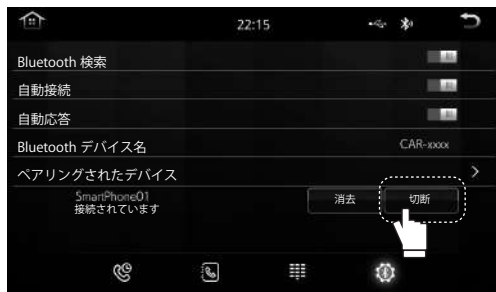 22:15
Bluetooth 検索
自動接続
自動応答
Bluetooth デバイス名 CAR-xxxx
ペアリングされたデバイス
SmartPhone01 消去 切断
接続されています